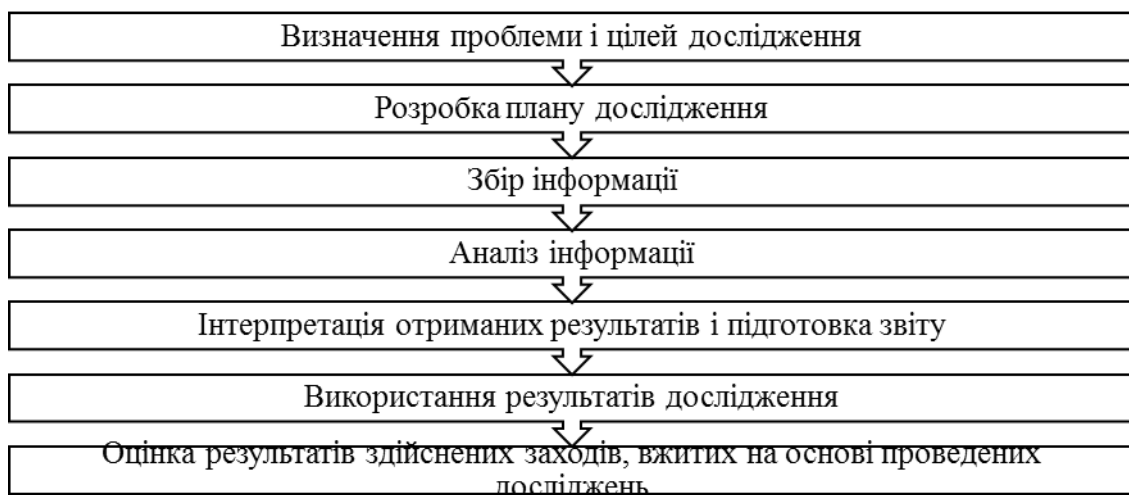 Визначення проблеми і цілей дослідження
Розробка плану дослідження
Збір інформації
Аналіз інформації
Інтерпретація отриманих результатів і підготовка звіту
Використання результатів дослідження
Оцінка результатів здійснених заходів, вжитих на основі проведених
досліджень